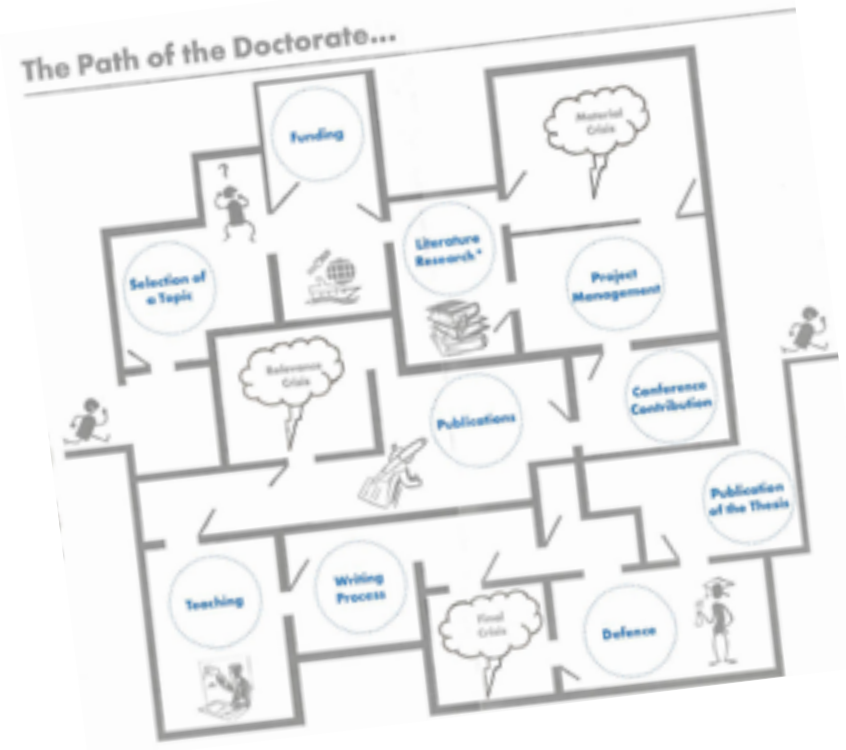 The Path of the Doctorate...
Funding
Material
Crisis
Literature
Research*
Selection of
a Topic
Project
Management
Relevance
Crisis
Conference
Contribution
Publications
Publication
of the Thesis
Writing
Process
Teaching
Final
Crisis
Defence